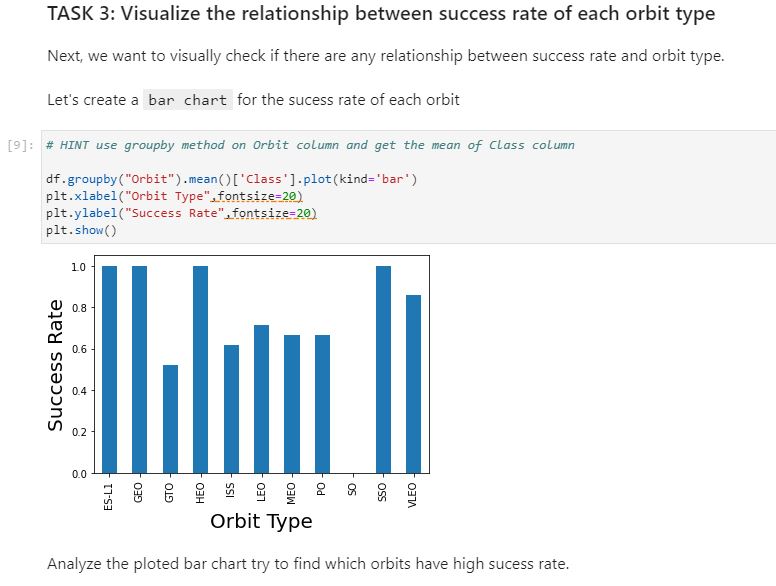 TASK 3: Visualize the relationship between success rate of each orbit type
Next, we want to visually check if there are any relationship between success rate and orbit type.
Let's create a bar chart for the sucess rate of each orbit
[9]: # HINT use groupby method on Orbit column and get the mean of Class column
df.groupby("Orbit").mean()['Class'].plot(kind='bar')
plt.xlabel("Orbit Type",fontsize=20)
plt.ylabel("Success Rate",fontsize=20)
plt.show()
Success Rate
1.0
0.8
0.6
0.4
0.2
0.0
ES-L1 GEO GTO HEO ISS LEO MEO PO SO SSO VLEO
Orbit Type
Analyze the ploted bar chart try to find which orbits have high sucess rate.